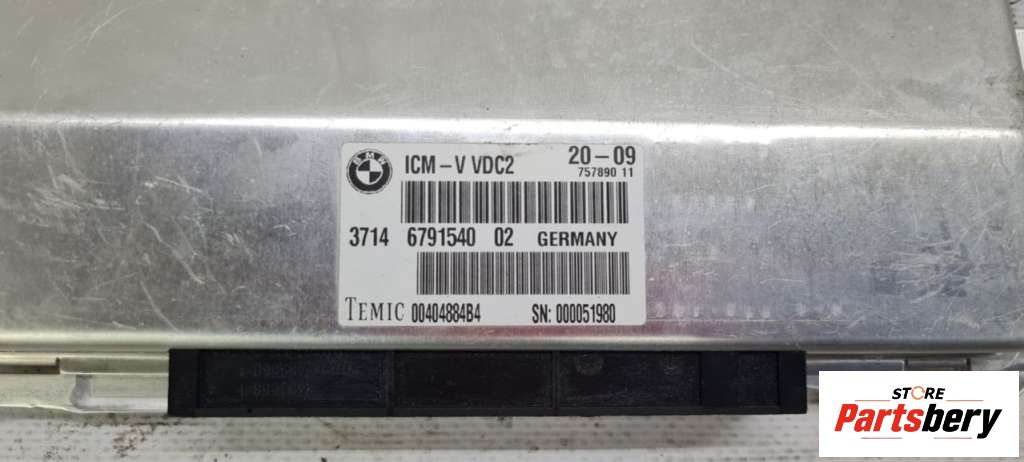 BMW
ICM-V VDC2
20-09
757890 11
3714 6791540 02 GERMANY
TEMIC 00404884B4 SN: 000051980
STORE
Partsbery